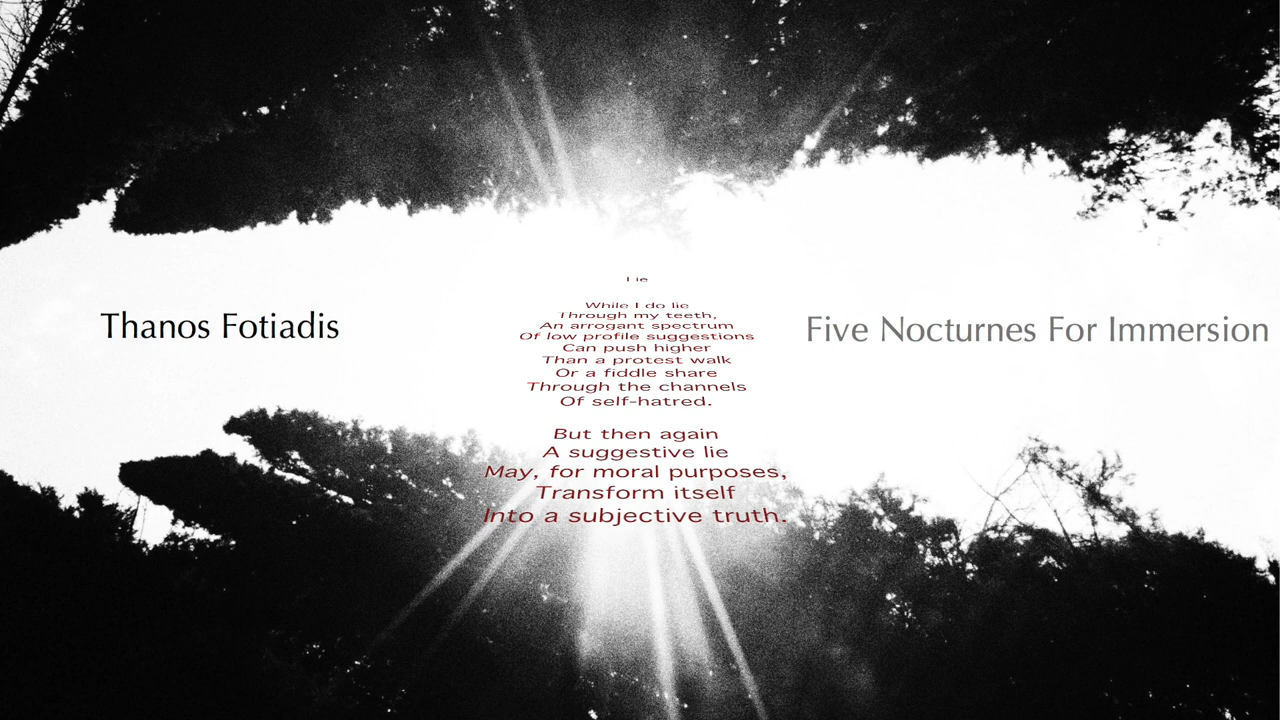 Thanos Fotiadis
Five Nocturnes For Immersion
Lie
While I do lie
Through my teeth,
An arrogant spectrum
Of low profile suggestions
Can push higher
Than a protest walk
Or a fiddle share
Through the channels
Of self-hatred.
But then again
A suggestive lie
May, for moral purposes,
Transform itself
Into a subjective truth.